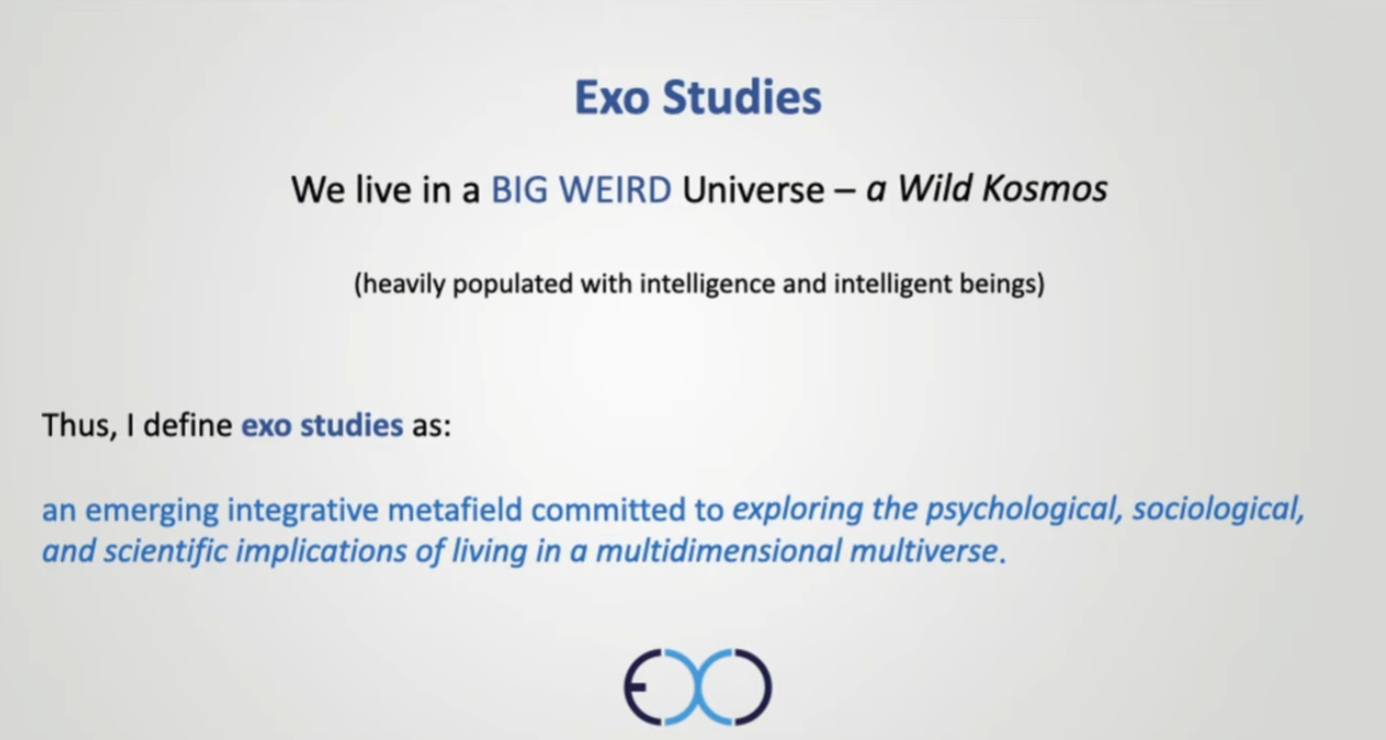 Exo Studies
We live in a BIG WEIRD Universe – a Wild Kosmos
(heavily populated with intelligence and intelligent beings)
Thus, I define exo studies as:
an emerging integrative metafield committed to exploring the psychological, sociological,
and scientific implications of living in a multidimensional multiverse.
EXO